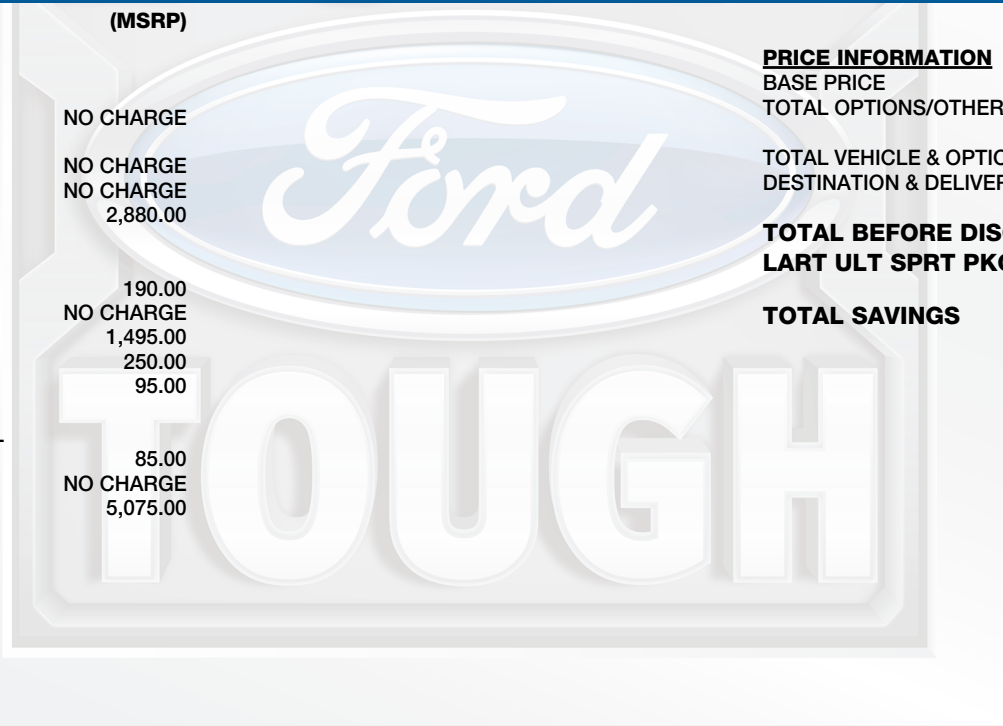 (MSRP)
NO CHARGE
NO CHARGE
NO CHARGE
2,880.00
190.00
NO CHARGE
1,495.00
250.00
95.00
85.00
NO CHARGE
5,075.00
PRICE INFORMATION
BASE PRICE
TOTAL OPTIONS/OTHER
TOTAL VEHICLE & OPTIO
DESTINATION & DELIVER
TOTAL BEFORE DIS
LART ULT SPRT PK
TOTAL SAVINGS
Ford
TOUGH